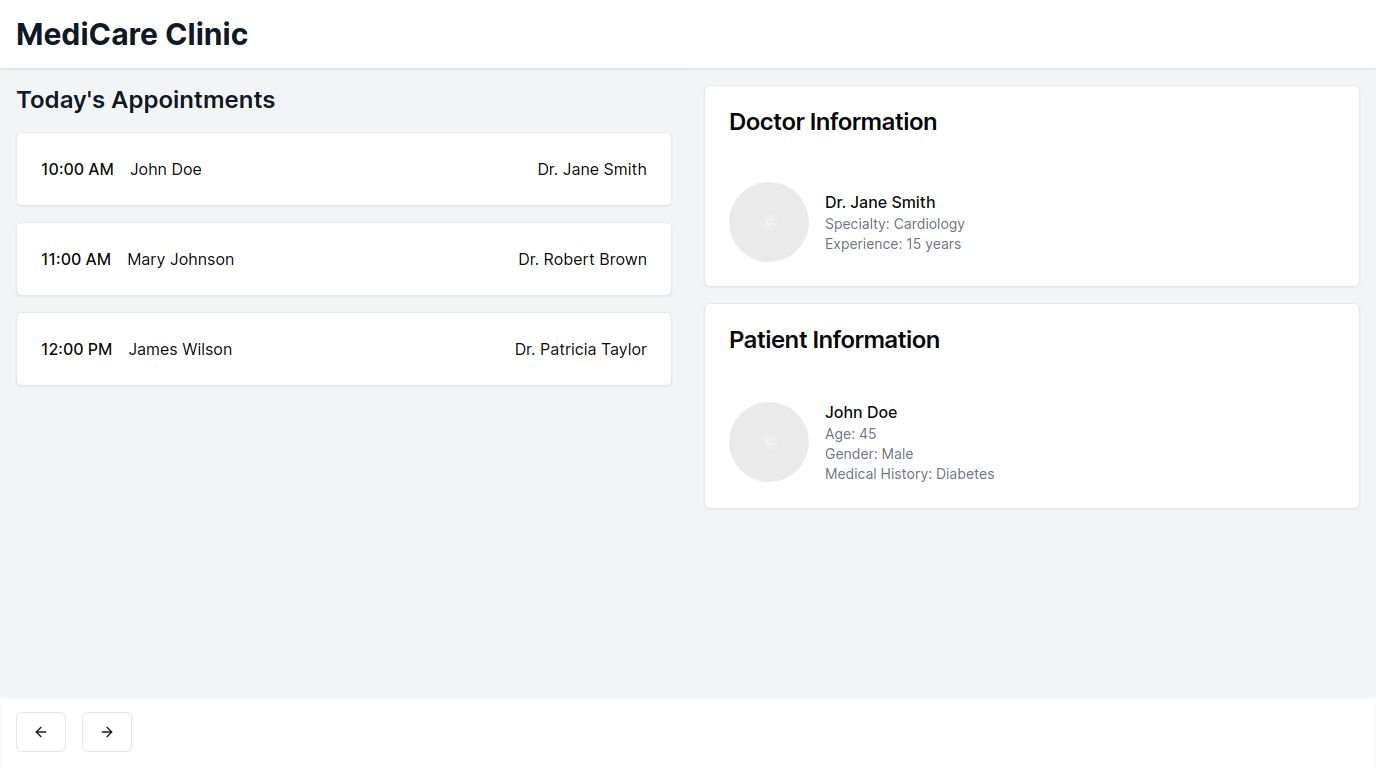 MediCare Clinic
Today's Appointments
10:00 AM John Doe Dr. Jane Smith
11:00 AM Mary Johnson Dr. Robert Brown
12:00 PM James Wilson Dr. Patricia Taylor
Doctor Information
Dr. Jane Smith
Specialty: Cardiology
Experience: 15 years
Patient Information
John Doe
Age: 45
Gender: Male
Medical History: Diabetes